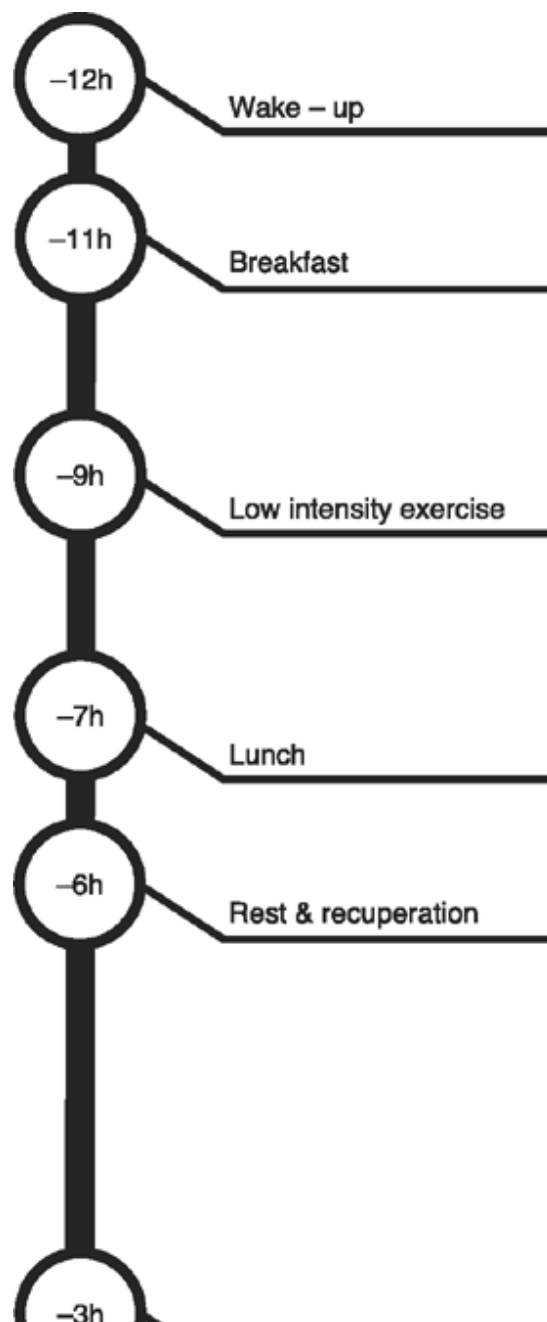 –12h
Wake – up
–11h
Breakfast
–9h
Low intensity exercise
–7h
Lunch
–6h
Rest & recuperation
–3h